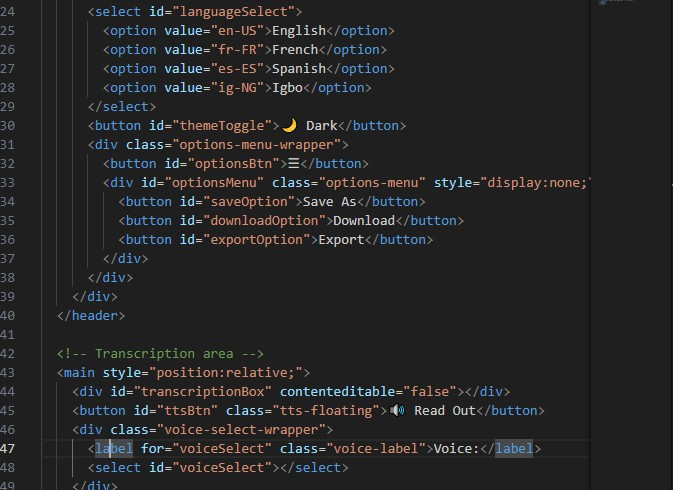 24 <select id="languageSelect">
25 <option value="en-US">English</option>
26 <option value="fr-FR">French</option>
27 <option value="es-ES">Spanish</option>
28 <option value="ig-NG">Igbo</option>
29 </select>
30 <button id="themeToggle">🌙 Dark</button>
31 <div class="options-menu-wrapper">
32 <button id="optionsBtn">☰</button>
33 <div id="optionsMenu" class="options-menu" style="display:none;"
34 <button id="saveOption">Save As</button>
35 <button id="downloadOption">Download</button>
36 <button id="exportOption">Export</button>
37 </div>
38 </div>
39 </div>
40 </header>
41
42 <!-- Transcription area -->
43 <main style="position:relative;">
44 <div id="transcriptionBox" contenteditable="false"></div>
45 <button id="ttsBtn" class="tts-floating">🔊 Read Out</button>
46 <div class="voice-select-wrapper">
47 <label for="voiceSelect" class="voice-label">Voice:</label>
48 <select id="voiceSelect"></select>
49 </div>